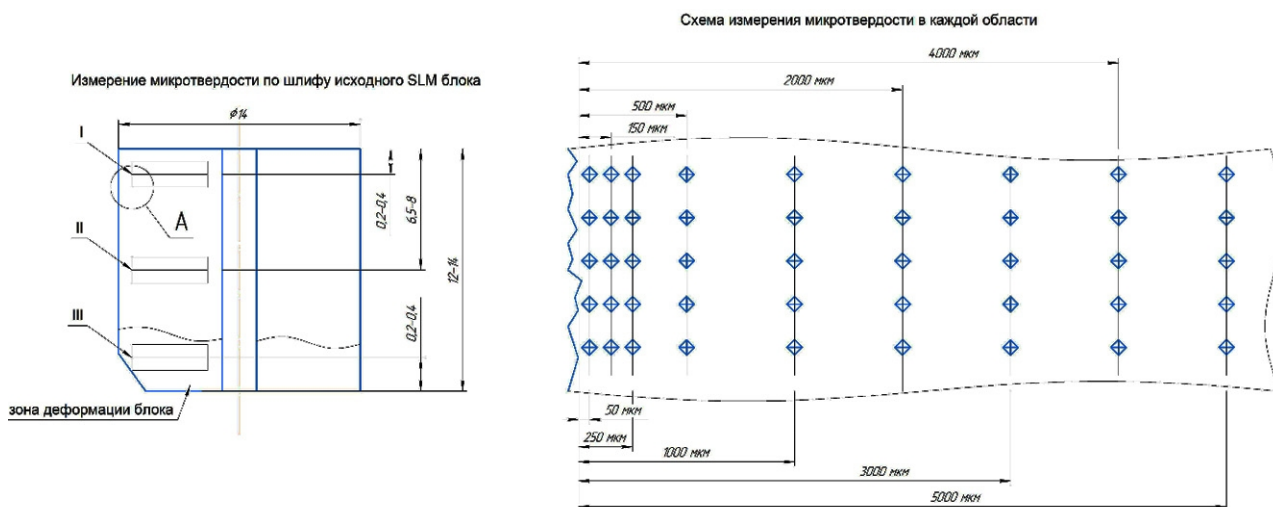 Схема измерения микротвердости в каждой области
4000 мкм
2000 мкм
500 мкм
150 мкм
Измерение микротвердости по шлифу исходного SLM блока
⌀14
I
A
II
III
0,2-0,4
6,5-8
12-14
0,2-0,4
зона деформации блока
50 мкм
250 мкм
1000 мкм
3000 мкм
5000 мкм